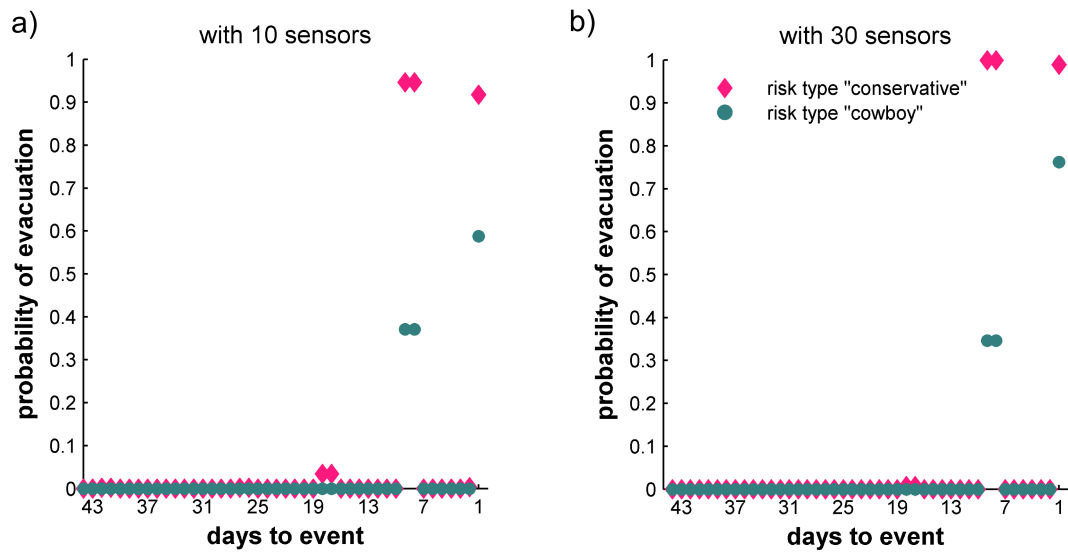 a)
with 10 sensors
probability of evacuation
1
0.9
0.8
0.7
0.6
0.5
0.4
0.3
0.2
0.1
0
43 37 31 25 19 13 7 1
days to event
b)
with 30 sensors
risk type "conservative"
risk type "cowboy"
probability of evacuation
1
0.9
0.8
0.7
0.6
0.5
0.4
0.3
0.2
0.1
0
43 37 31 25 19 13 7 1
days to event